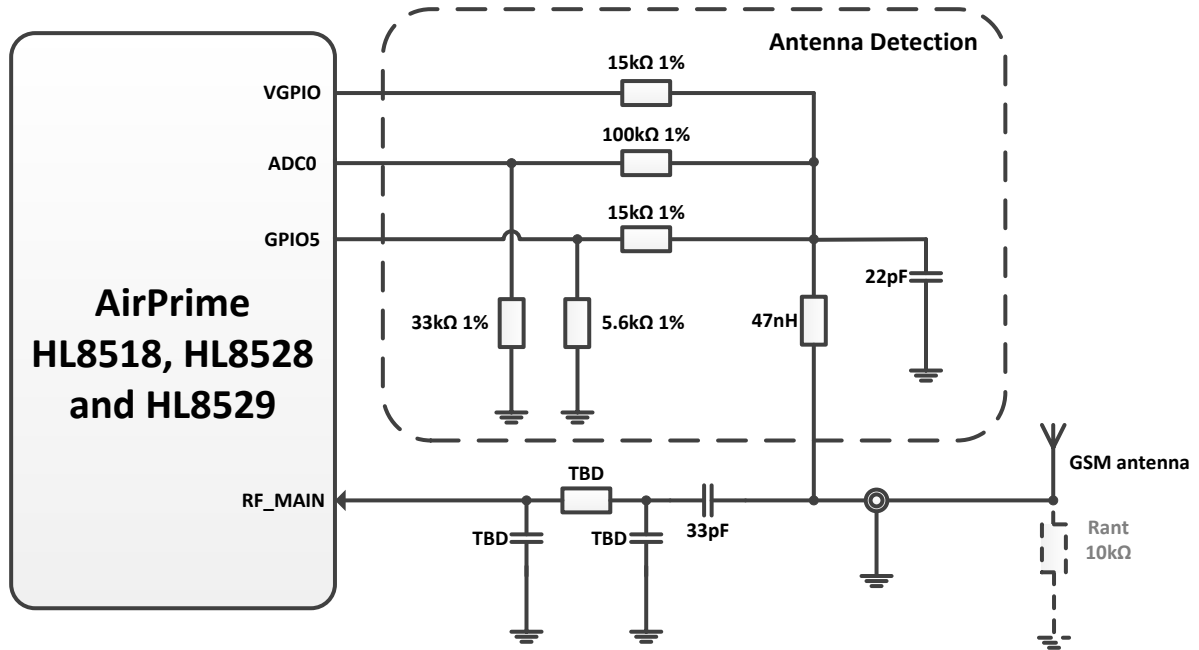 Antenna Detection
15kΩ 1%
VGPIO
100kΩ 1%
ADC0
15kΩ 1%
GPIO5
22pF
AirPrime
HL8518, HL8528
and HL8529
33kΩ 1%
5.6kΩ 1%
47nH
GSM antenna
TBD
RF_MAIN
33pF
TBD
TBD
Rant
10kΩ